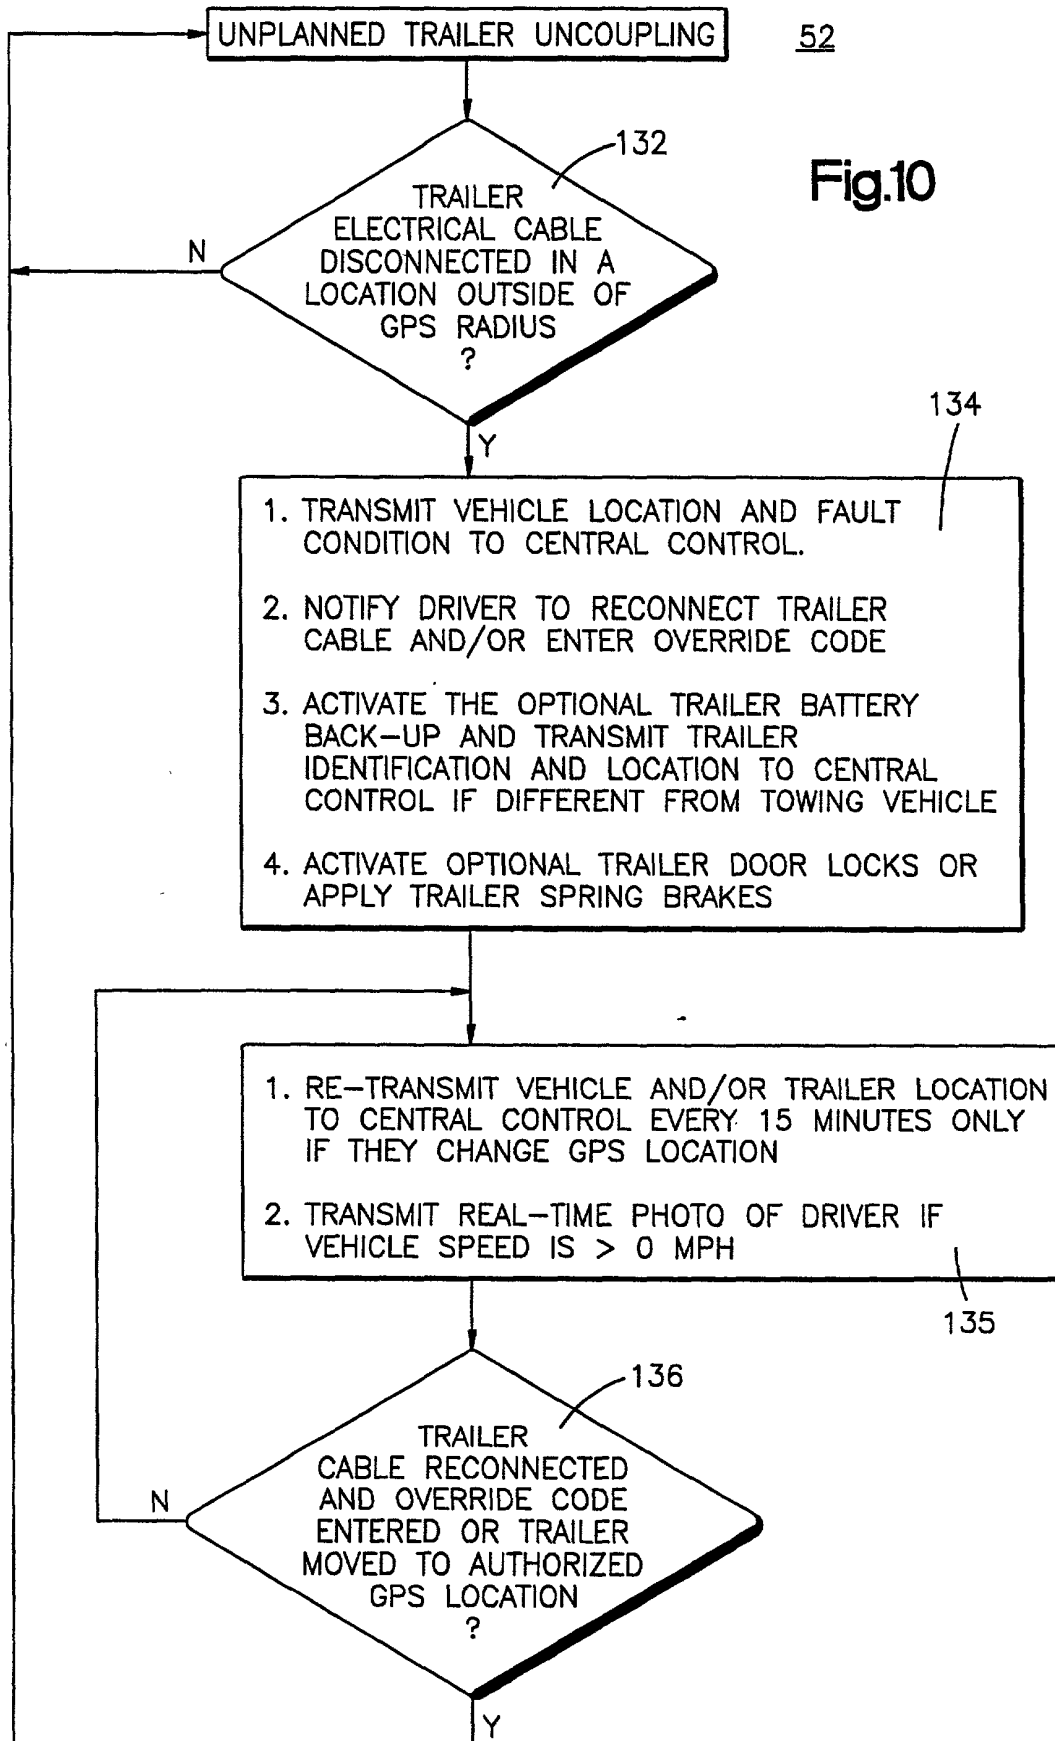 UNPLANNED TRAILER UNCOUPLING
52
132
Fig.10
TRAILER
ELECTRICAL CABLE
DISCONNECTED IN A
LOCATION OUTSIDE OF
GPS RADIUS
?
N
Y
134
1. TRANSMIT VEHICLE LOCATION AND FAULT
CONDITION TO CENTRAL CONTROL.
2. NOTIFY DRIVER TO RECONNECT TRAILER
CABLE AND/OR ENTER OVERRIDE CODE
3. ACTIVATE THE OPTIONAL TRAILER BATTERY
BACK-UP AND TRANSMIT TRAILER
IDENTIFICATION AND LOCATION TO CENTRAL
CONTROL IF DIFFERENT FROM TOWING VEHICLE
4. ACTIVATE OPTIONAL TRAILER DOOR LOCKS OR
APPLY TRAILER SPRING BRAKES
1. RE-TRANSMIT VEHICLE AND/OR TRAILER LOCATION
TO CENTRAL CONTROL EVERY 15 MINUTES ONLY
IF THEY CHANGE GPS LOCATION
2. TRANSMIT REAL-TIME PHOTO OF DRIVER IF
VEHICLE SPEED IS > 0 MPH
135
136
TRAILER
CABLE RECONNECTED
AND OVERRIDE CODE
ENTERED OR TRAILER
MOVED TO AUTHORIZED
GPS LOCATION
?
N
Y